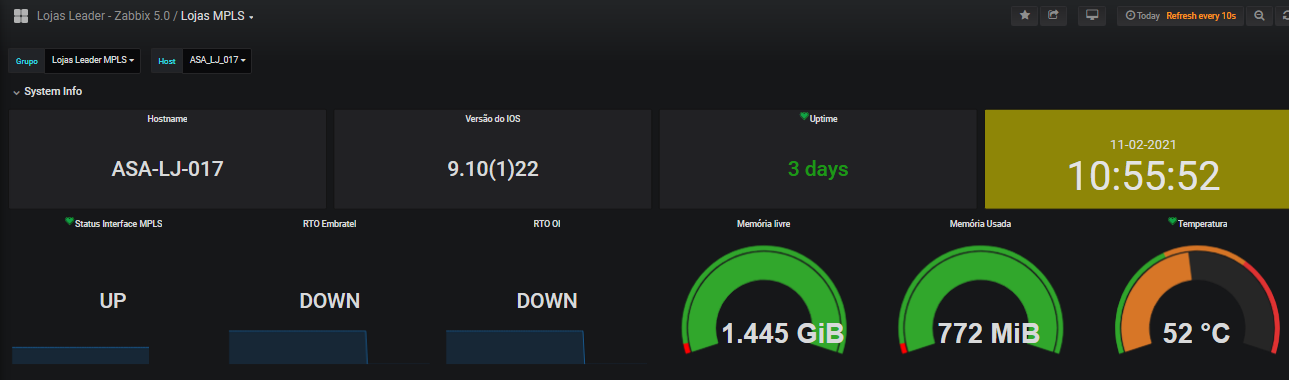 Lojas Leader - Zabbix 5.0 / Lojas MPLS
Today Refresh every 10s
Grupo Lojas Leader MPLS Host ASA_LJ_017
System Info
Hostname
ASA-LJ-017
Versão do IOS
9.10(1)22
Uptime
3 days
11-02-2021
10:55:52
Status Interface MPLS
UP
RTO Embratel
DOWN
RTO OI
DOWN
Memória livre
1.445 GiB
Memória Usada
772 MiB
Temperatura
52 °C